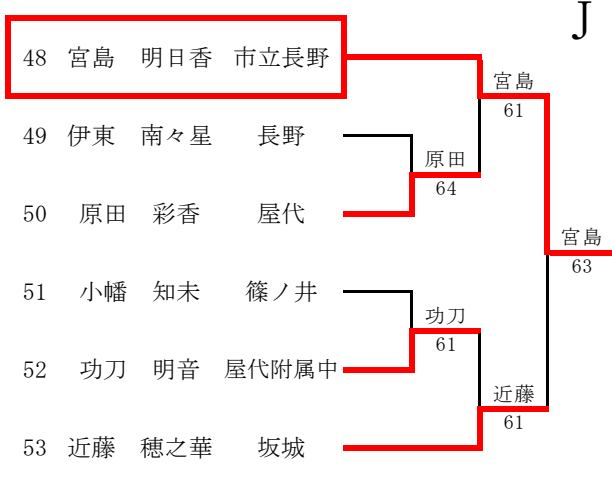 J
48 宮島 明日香 市立長野
宮島
61
49 伊東 南々星 長野
原田
64
50 原田 彩香 屋代
宮島
63
51 小幡 知未 篠ノ井
功刀
61
52 功刀 明音 屋代附属中
近藤
61
53 近藤 穂之華 坂城